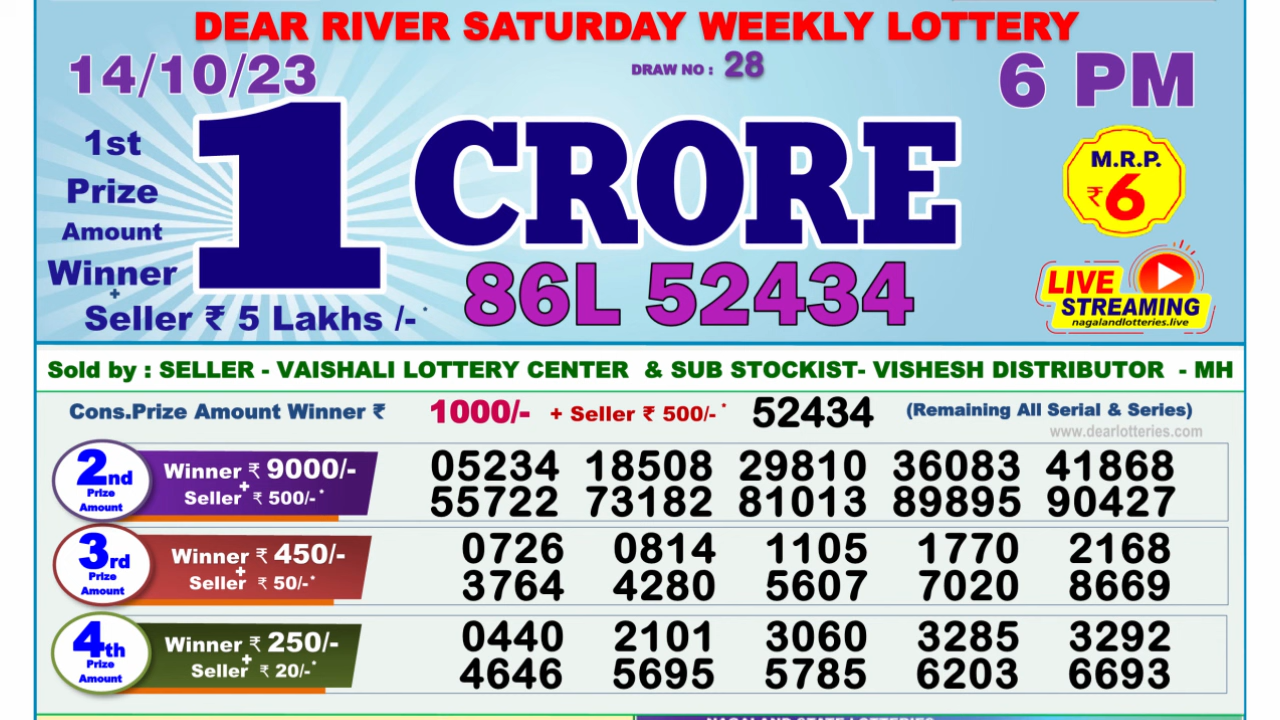 DEAR RIVER SATURDAY WEEKLY LOTTERY
14/10/23
DRAW NO : 28
6 PM
1st
Prize
Amount
Winner
+
Seller ₹ 5 Lakhs /-*
1 CRORE
86L 52434
M.R.P.
₹6
LIVE
STREAMING
nagalandlotteries.live
Sold by : SELLER - VAISHALI LOTTERY CENTER & SUB STOCKIST- VISHESH DISTRIBUTOR - MH
Cons.Prize Amount Winner ₹ 1000/- + Seller ₹ 500/-* 52434 (Remaining All Serial & Series)
www.dearlotteries.com
2nd
Prize
Amount
Winner ₹ 9000/-
+
Seller ₹ 500/-*
05234 18508 29810 36083 41868
55722 73182 81013 89895 90427
3rd
Prize
Amount
Winner ₹ 450/-
+
Seller ₹ 50/-*
0726 0814 1105 1770 2168
3764 4280 5607 7020 8669
4th
Prize
Amount
Winner ₹ 250/-
+
Seller ₹ 20/-*
0440 2101 3060 3285 3292
4646 5695 5785 6203 6693
NAGALAND STATE LOTTERIES